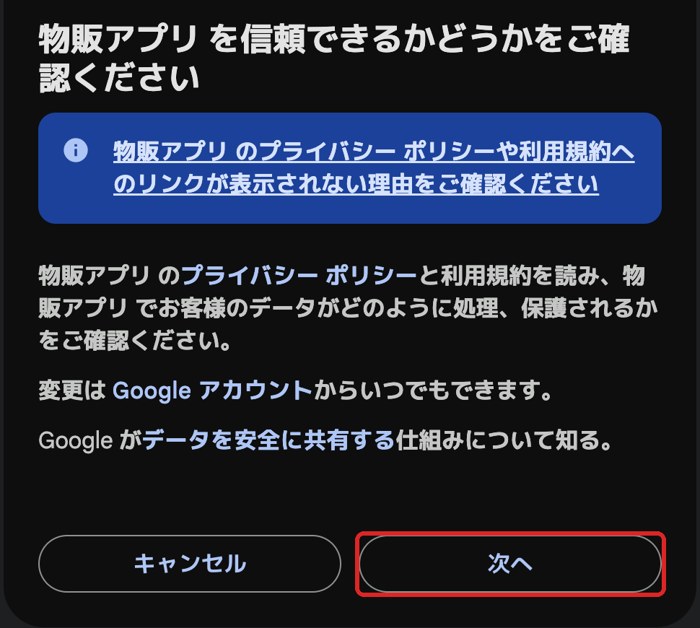 物販アプリ を信頼できるかどうかをご確
認ください
物販アプリ のプライバシー ポリシーや利用規約へ
のリンクが表示されない理由をご確認ください
物販アプリ のプライバシー ポリシーと利用規約を読み、物
販アプリ でお客様のデータがどのように処理、保護されるか
をご確認ください。
変更は Google アカウントからいつでもできます。
Google がデータを安全に共有する仕組みについて知る。
キャンセル
次へ